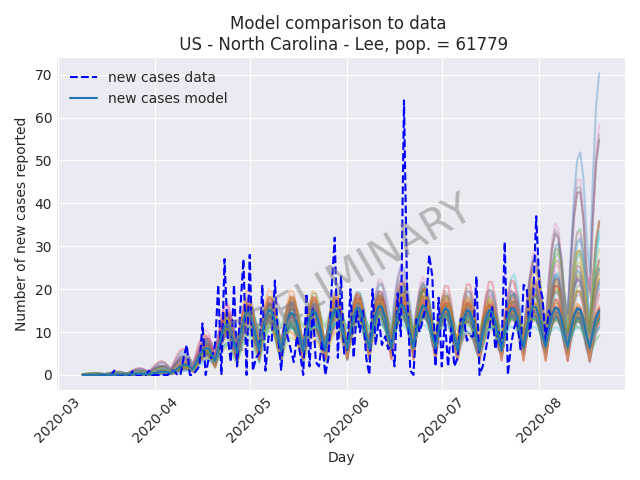 Model comparison to data
US - North Carolina - Lee, pop. = 61779
new cases data
new cases model
Number of new cases reported
70
60
50
40
30
20
10
0
2020-03
2020-04
2020-05
2020-06
2020-07
2020-08
Day